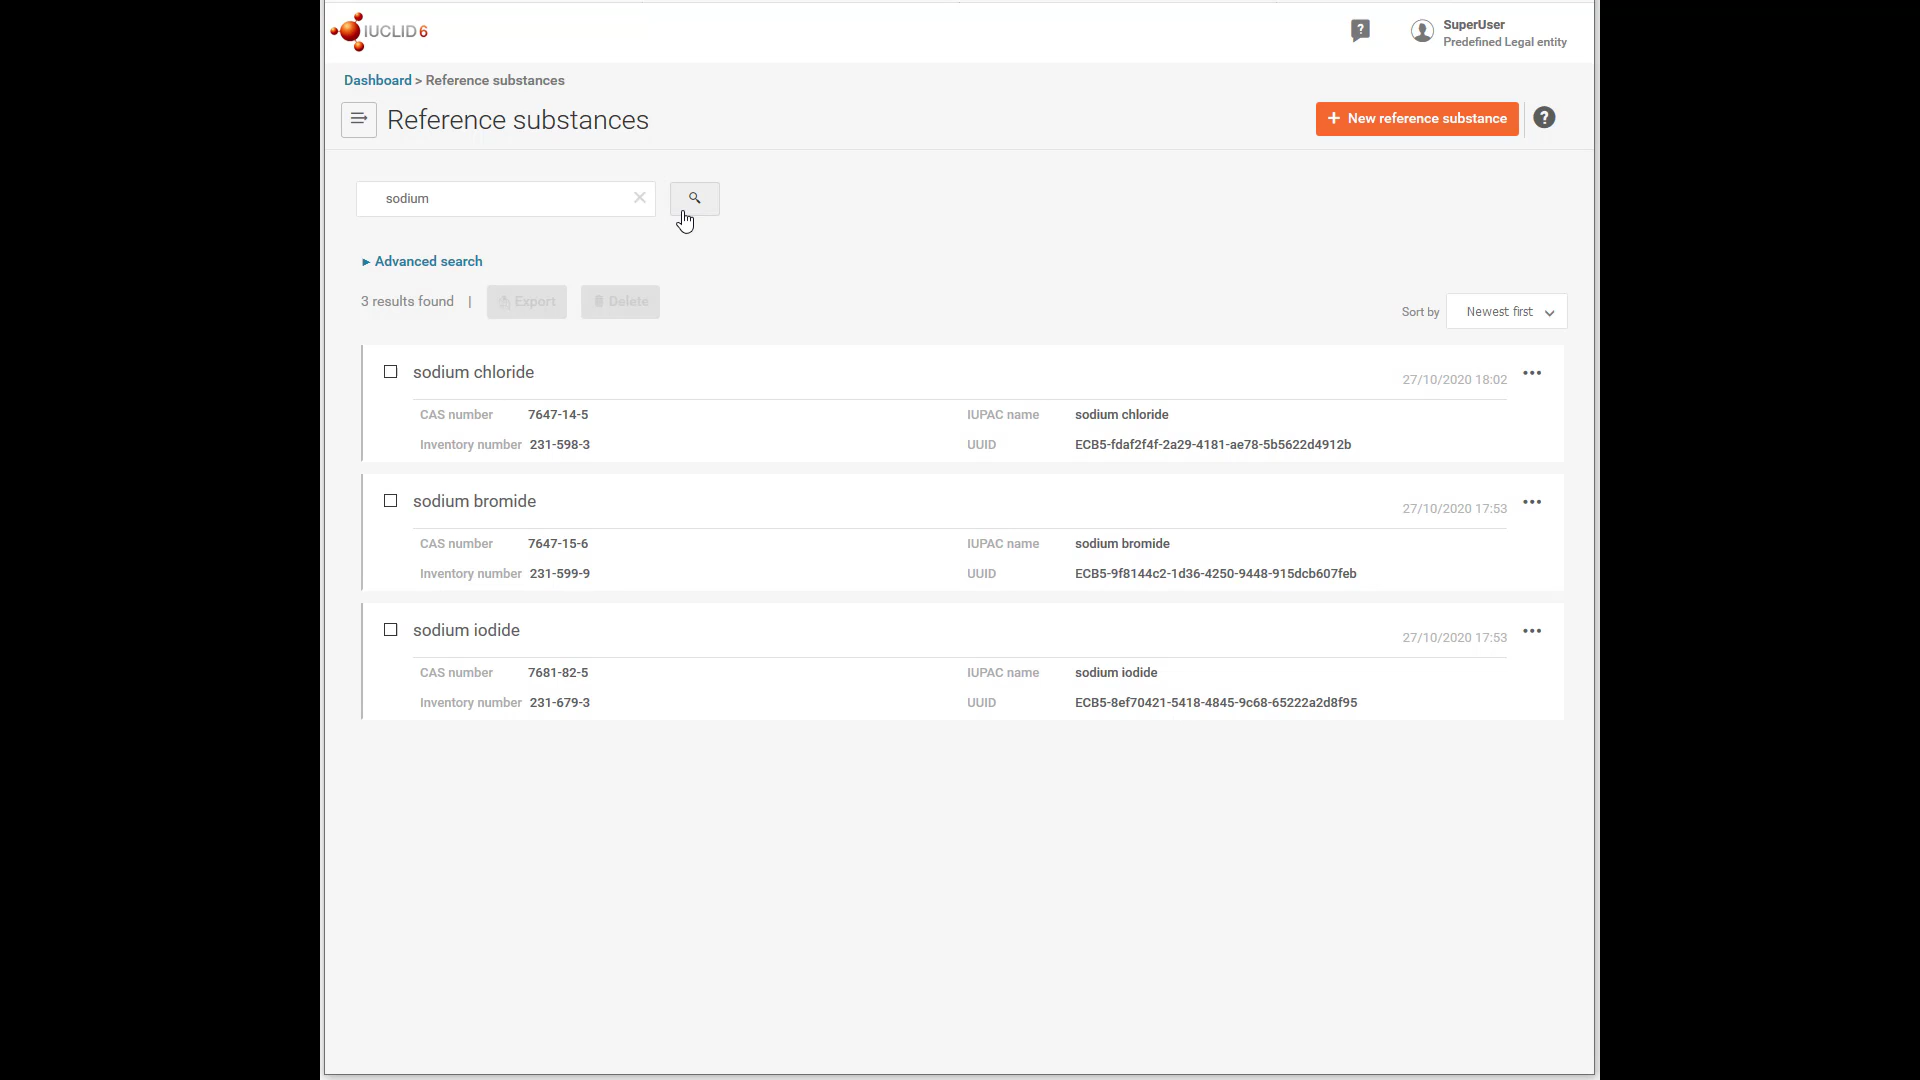 IUCLID 6
SuperUser
Predefined Legal entity
Dashboard > Reference substances
Reference substances
+ New reference substance
sodium
► Advanced search
3 results found | Export Delete
Sort by Newest first
sodium chloride
27/10/2020 18:02
CAS number 7647-14-5 IUPAC name sodium chloride
Inventory number 231-598-3 UUID ECB5-fdaf2f4f-2a29-4181-ae78-5b5622d4912b
sodium bromide
27/10/2020 17:53
CAS number 7647-15-6 IUPAC name sodium bromide
Inventory number 231-599-9 UUID ECB5-9f8144c2-1d36-4250-9448-915dcb607feb
sodium iodide
27/10/2020 17:53
CAS number 7681-82-5 IUPAC name sodium iodide
Inventory number 231-679-3 UUID ECB5-8ef70421-5418-4845-9c68-65222a2d8f95